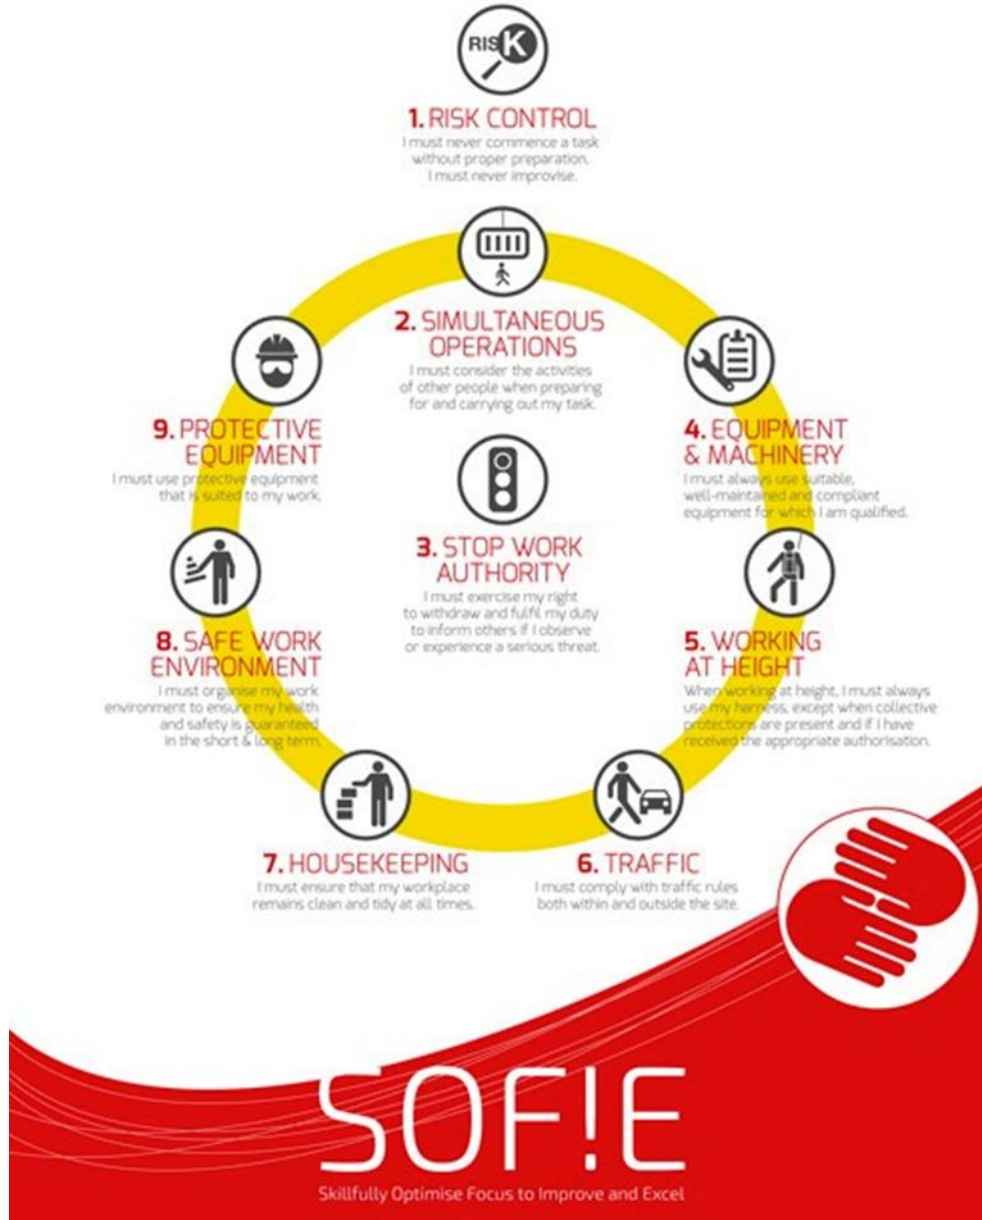 RISK
1. RISK CONTROL
I must never commence a task
without proper preparation.
I must never improvise.
2. SIMULTANEOUS
OPERATIONS
I must consider the activities
of other people when preparing
for and carrying out my task.
3. STOP WORK
AUTHORITY
I must exercise my right
to withdraw and fulfil my duty
to inform others if I observe
or experience a serious threat.
4. EQUIPMENT
& MACHINERY
I must always use suitable,
well-maintained and compliant
equipment for which I am qualified.
5. WORKING
AT HEIGHT
When working at height, I must always
use my harness, except when collective
protections are present and if I have
received the appropriate authorisation.
6. TRAFFIC
I must comply with traffic rules
both within and outside the site.
7. HOUSEKEEPING
I must ensure that my workplace
remains clean and tidy at all times.
8. SAFE WORK
ENVIRONMENT
I must organise my work
environment to ensure my health
and safety is guaranteed
in the short & long term.
9. PROTECTIVE
EQUIPMENT
I must use protective equipment
that is suited to my work.
SOF!E
Skillfully Optimise Focus to Improve and Excel